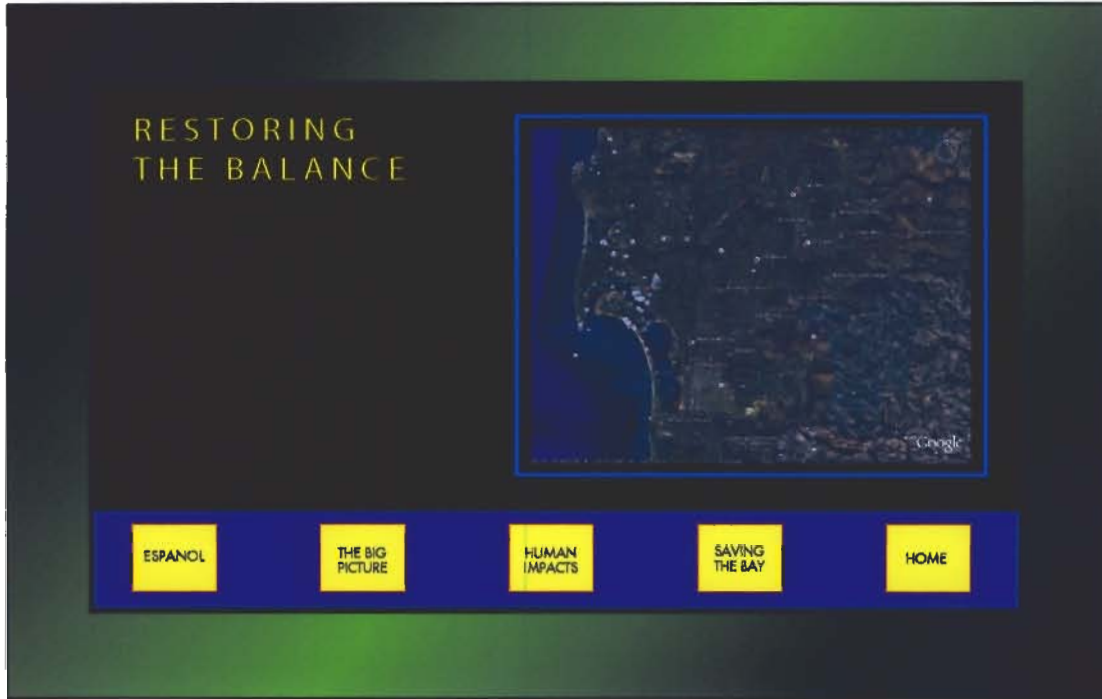 RESTORING
THE BALANCE
Google
ESPANOL
THE BIG
PICTURE
HUMAN
IMPACTS
SAVING
THE BAY
HOME